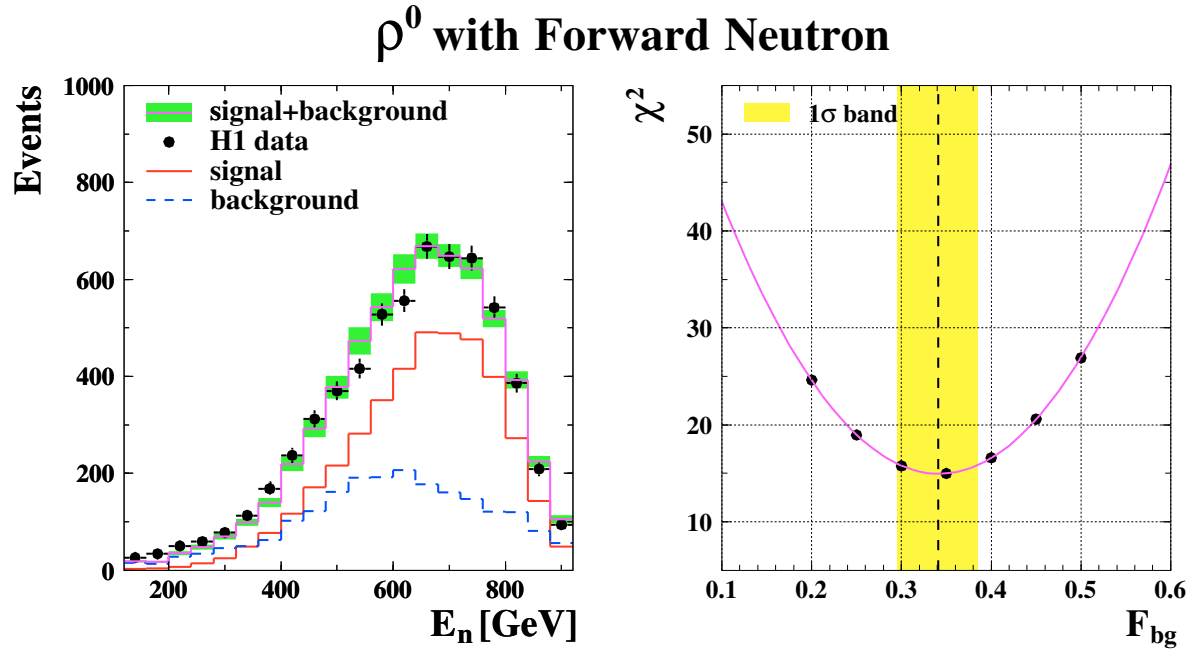 ρ⁰ with Forward Neutron
Events
1000
800
600
400
200
0
signal+background
H1 data
signal
background
200
400
600
800
E_n [GeV]
χ²
50
40
30
20
10
1σ band
0.1
0.2
0.3
0.4
0.5
0.6
F_bg